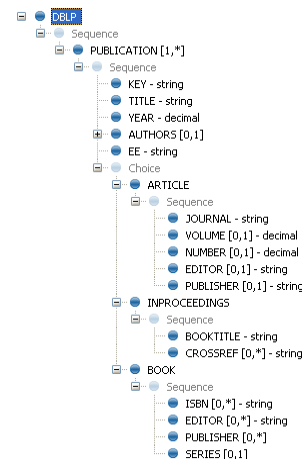 DBLP
Sequence
PUBLICATION [1,*]
Sequence
KEY - string
TITLE - string
YEAR - decimal
AUTHORS [0,1]
EE - string
Choice
ARTICLE
Sequence
JOURNAL - string
VOLUME [0,1] - decimal
NUMBER [0,1] - decimal
EDITOR [0,1] - string
PUBLISHER [0,1] - string
INPROCEEDINGS
Sequence
BOOKTITLE - string
CROSSREF [0,*] - string
BOOK
Sequence
ISBN [0,*] - string
EDITOR [0,*] - string
PUBLISHER [0,*]
SERIES [0,1]